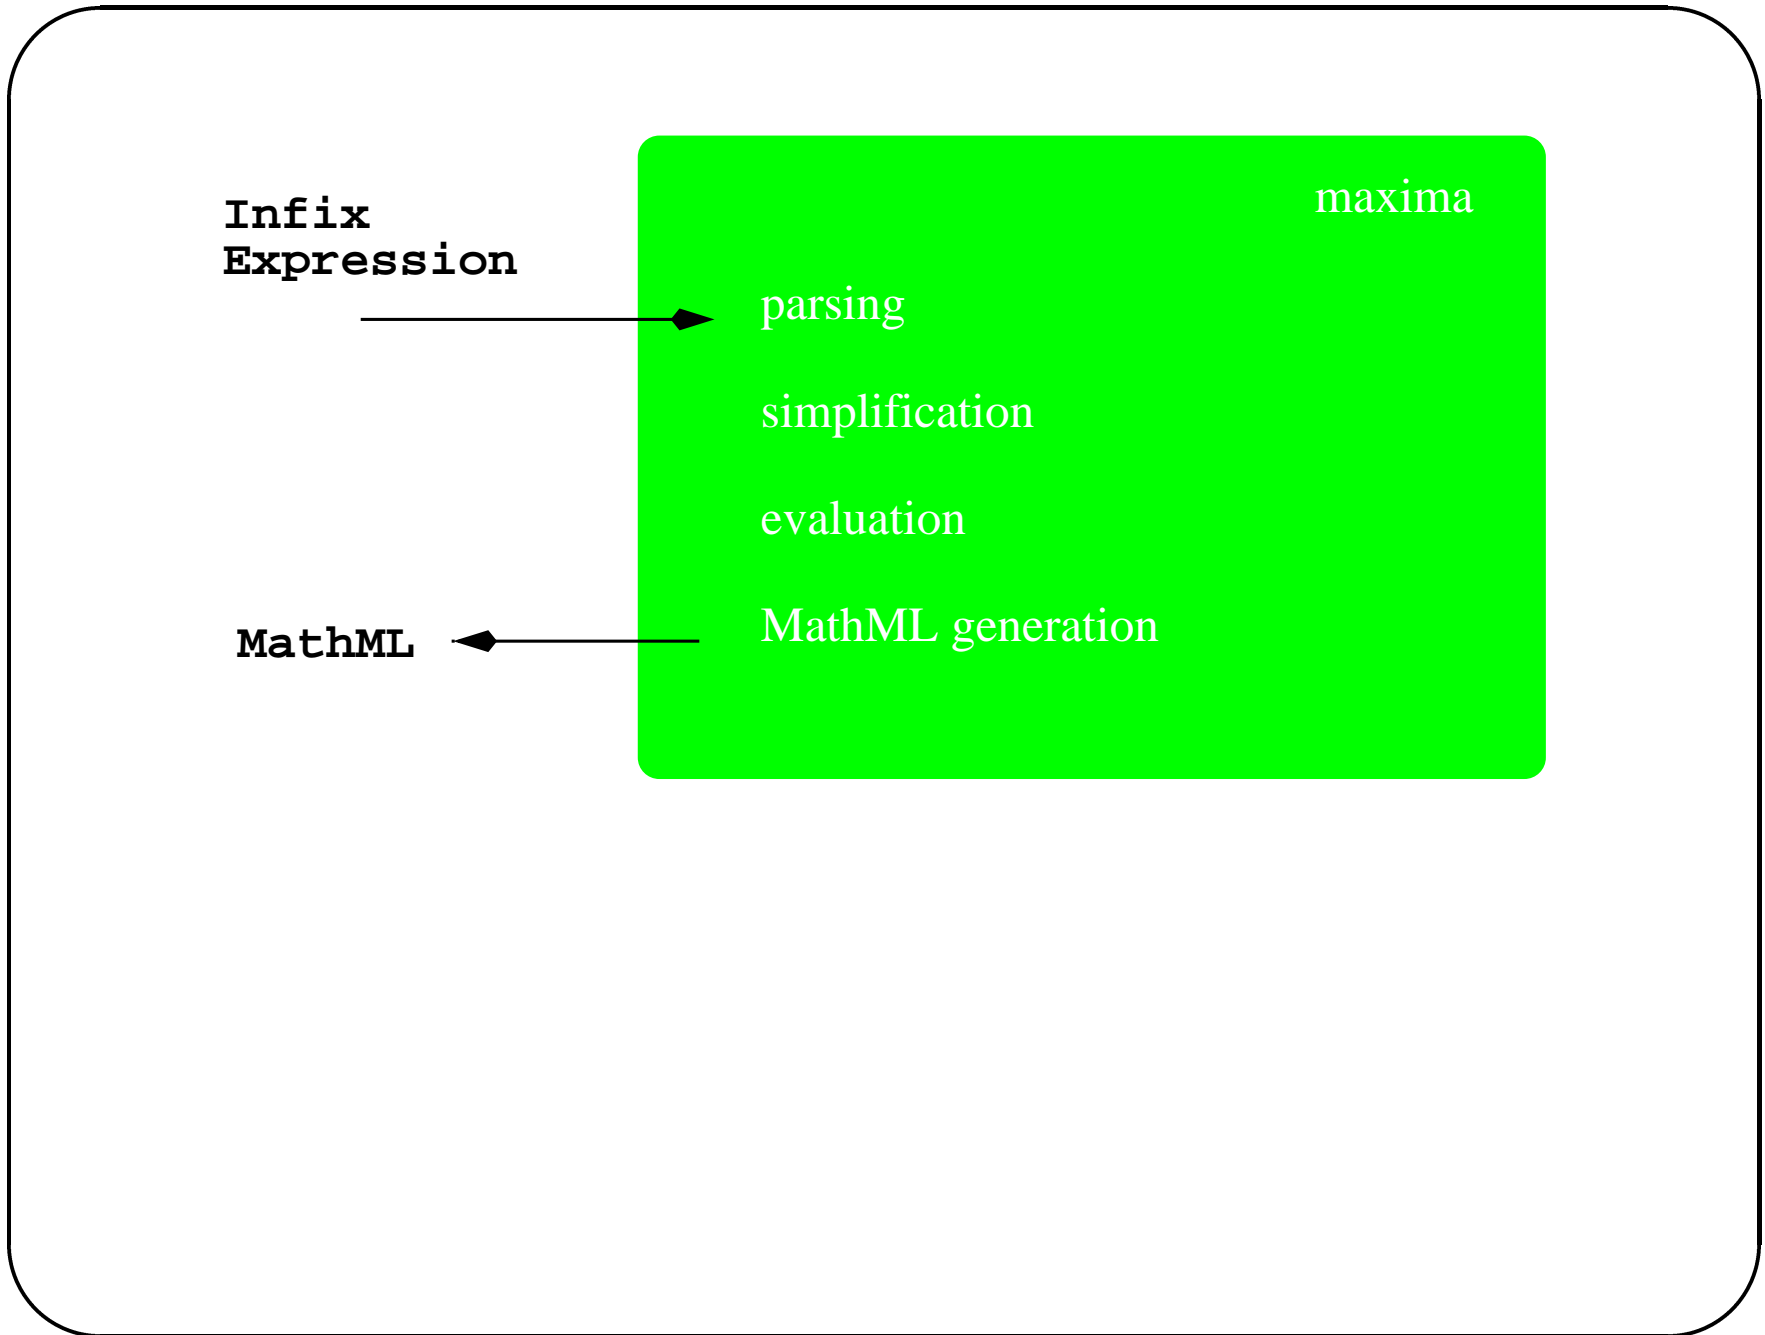 Infix
Expression
maxima
parsing
simplification
evaluation
MathML generation
MathML